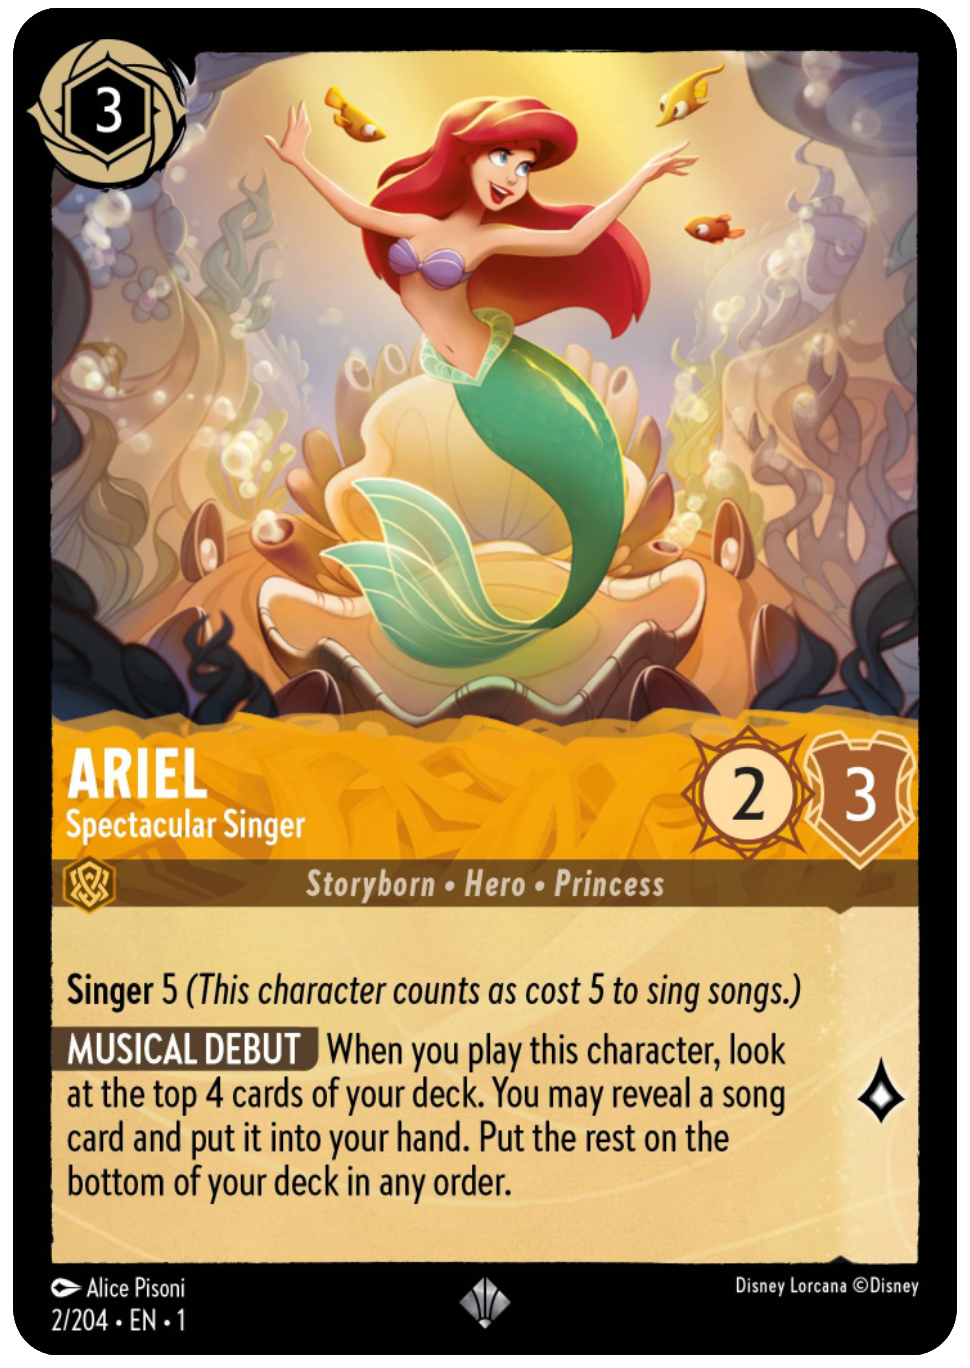 3
ARIEL
Spectacular Singer
2
3
Storyborn • Hero • Princess
Singer 5 (This character counts as cost 5 to sing songs.)
MUSICAL DEBUT When you play this character, look
at the top 4 cards of your deck. You may reveal a song
card and put it into your hand. Put the rest on the
bottom of your deck in any order.
Alice Pisoni
Disney Lorcana ©Disney
2/204 • EN • 1